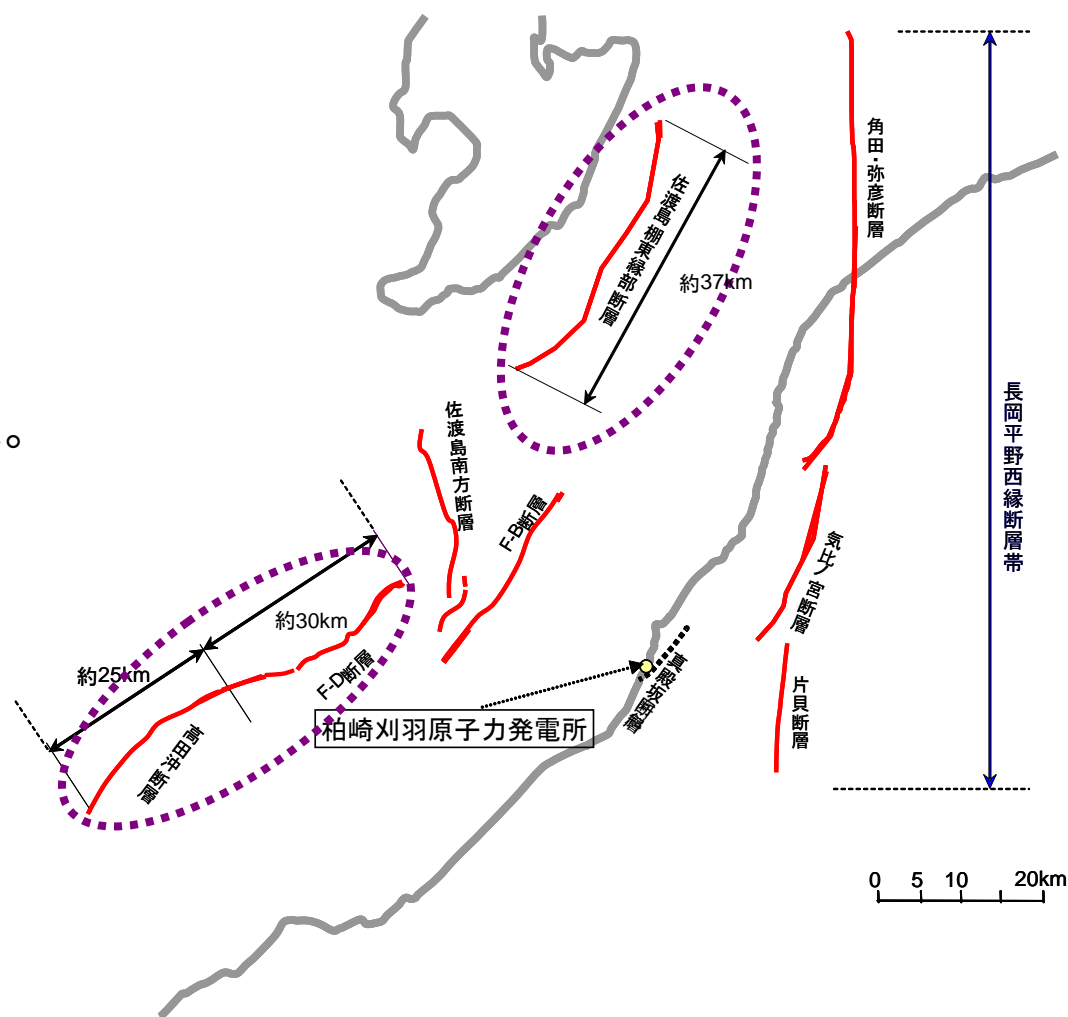 角田・弥彦断層
佐渡島棚東縁部断層
約37km
長岡平野西縁断層帯
佐渡島南方断層
。
F-B断層
気比ノ宮断層
約30km
約25km
F-D断層
真殿坂断層
片貝断層
柏崎刈羽原子力発電所
高田沖断層
0 5 10 20km